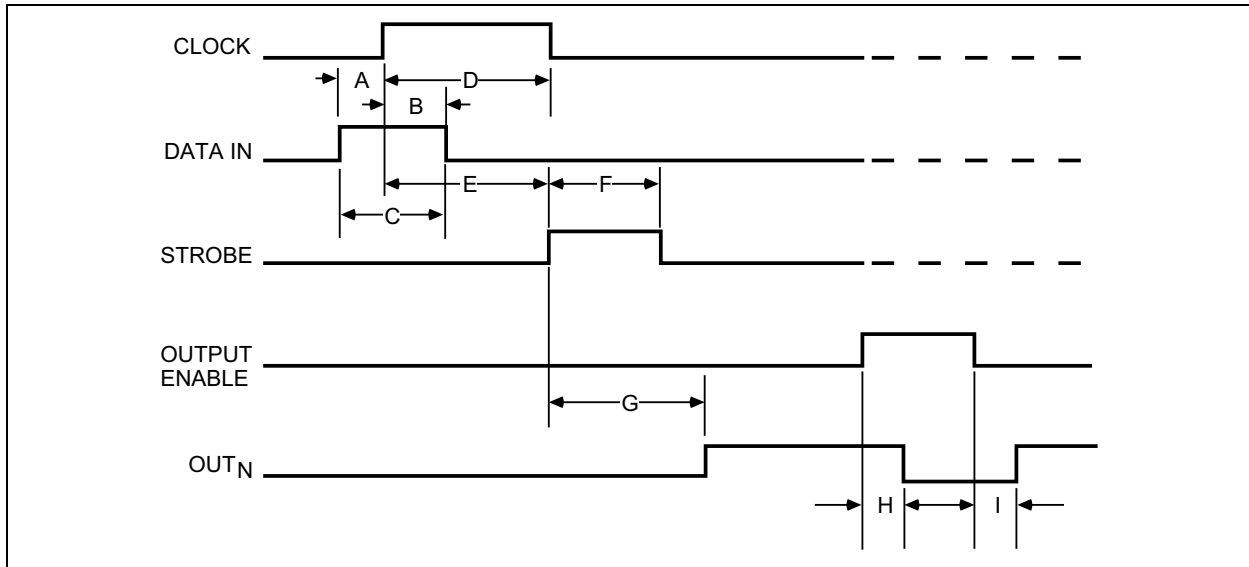 CLOCK
A
D
B
DATA IN
E
F
C
STROBE
OUTPUT
ENABLE
G
OUTN
H
I